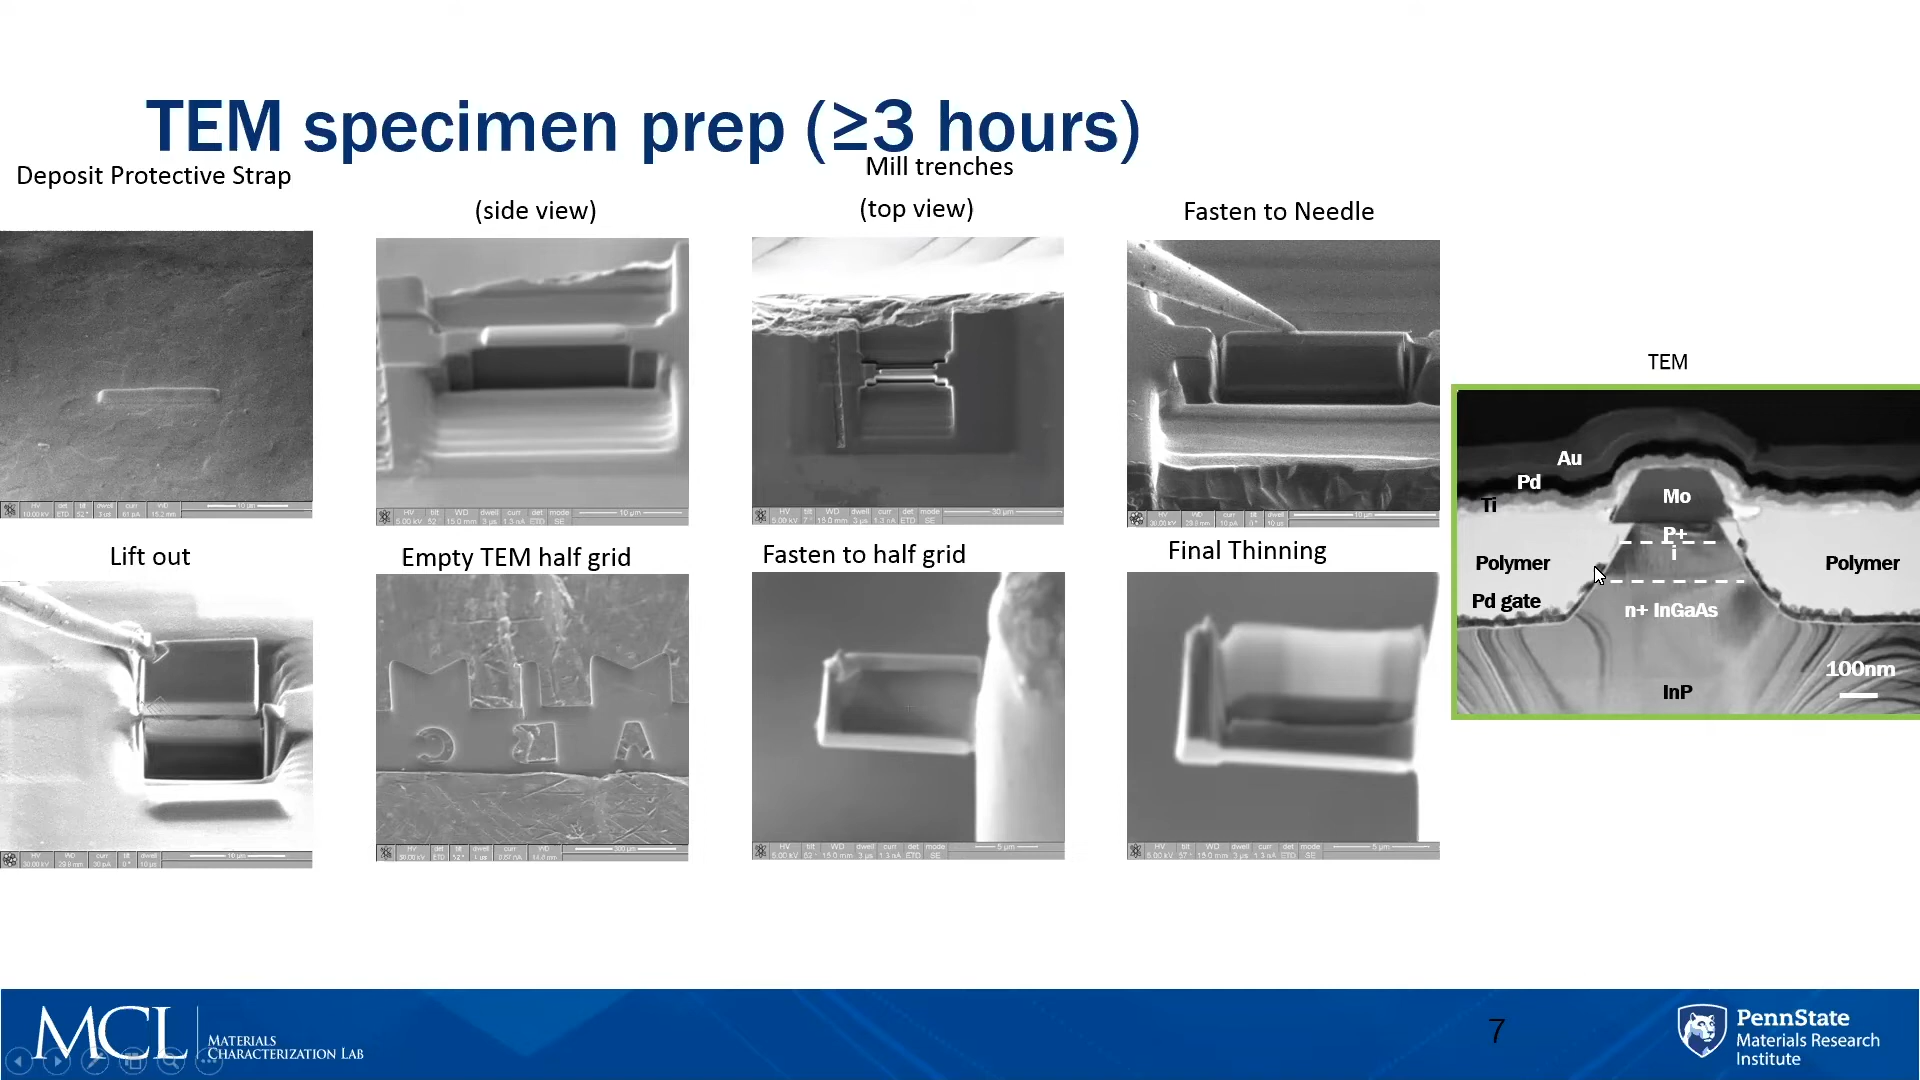 TEM specimen prep (≥3 hours)
Deposit Protective Strap
(side view)
Mill trenches
(top view)
Fasten to Needle
TEM
Au
Pd
Ti
Mo
P+
i
Polymer
Polymer
Pd gate
n+ InGaAs
100nm
InP
Lift out
Empty TEM half grid
Fasten to half grid
Final Thinning
MCL
MATERIALS
CHARACTERIZATION LAB
7
PennState
Materials Research
Institute